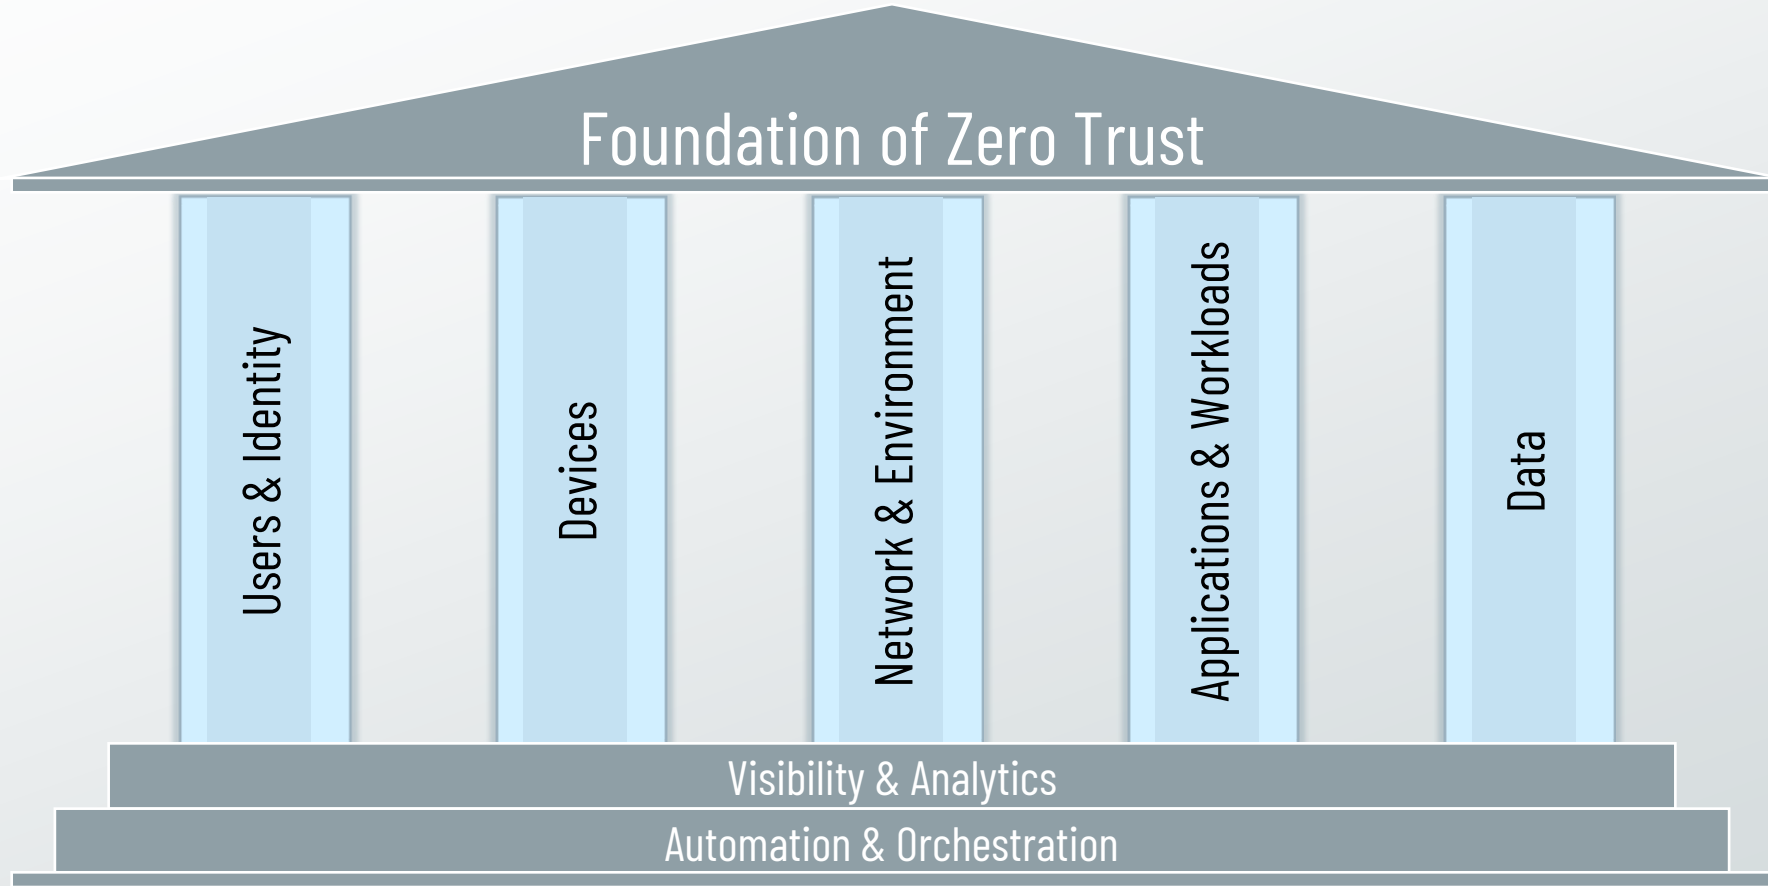 Foundation of Zero Trust
Users & Identity
Devices
Network & Environment
Applications & Workloads
Data
Visibility & Analytics
Automation & Orchestration